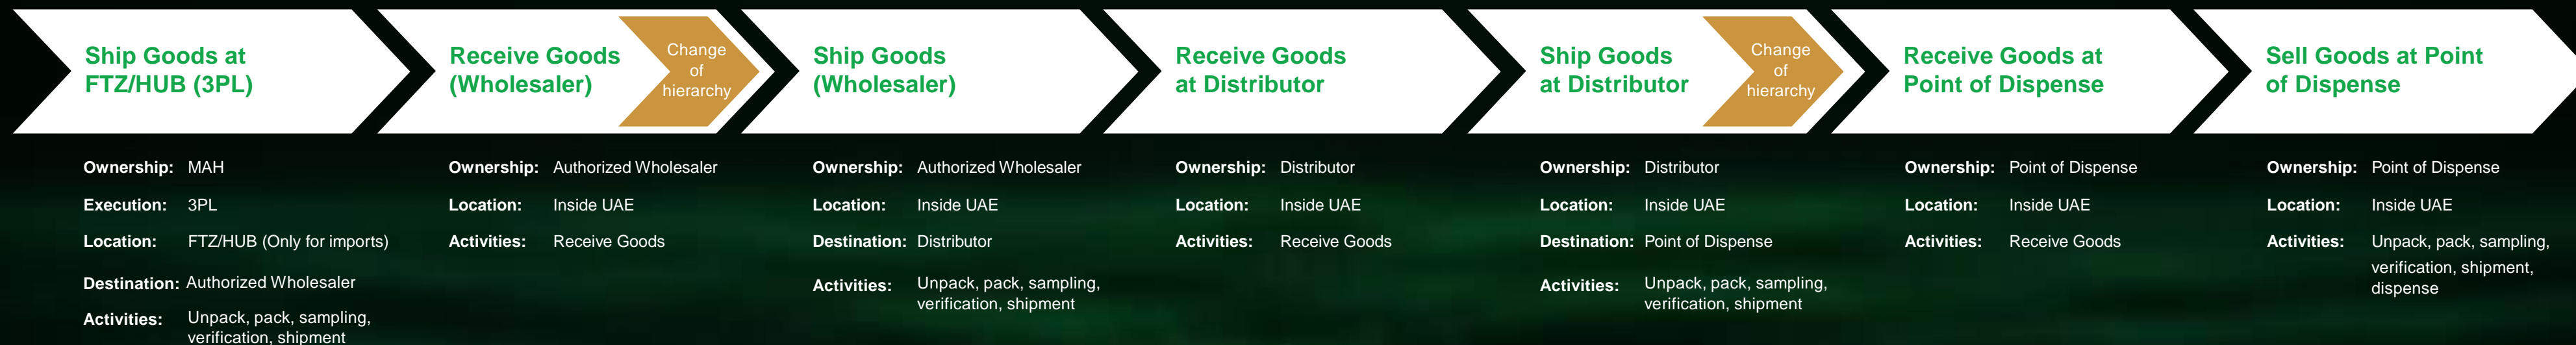 Ship Goods at
FTZ/HUB (3PL)
Ownership: MAH
Execution: 3PL
Location: FTZ/HUB (Only for imports)
Destination: Authorized Wholesaler
Activities: Unpack, pack, sampling,
verification, shipment
Receive Goods
(Wholesaler)
Change
of
hierarchy
Ownership: Authorized Wholesaler
Location: Inside UAE
Activities: Receive Goods
Ship Goods
(Wholesaler)
Ownership: Authorized Wholesaler
Location: Inside UAE
Destination: Distributor
Activities: Unpack, pack, sampling,
verification, shipment
Receive Goods
at Distributor
Ownership: Distributor
Location: Inside UAE
Activities: Receive Goods
Ship Goods
at Distributor
Change
of
hierarchy
Ownership: Distributor
Location: Inside UAE
Destination: Point of Dispense
Activities: Unpack, pack, sampling,
verification, shipment
Receive Goods at
Point of Dispense
Ownership: Point of Dispense
Location: Inside UAE
Activities: Receive Goods
Sell Goods at Point
of Dispense
Ownership: Point of Dispense
Location: Inside UAE
Activities: Unpack, pack, sampling,
verification, shipment,
dispense